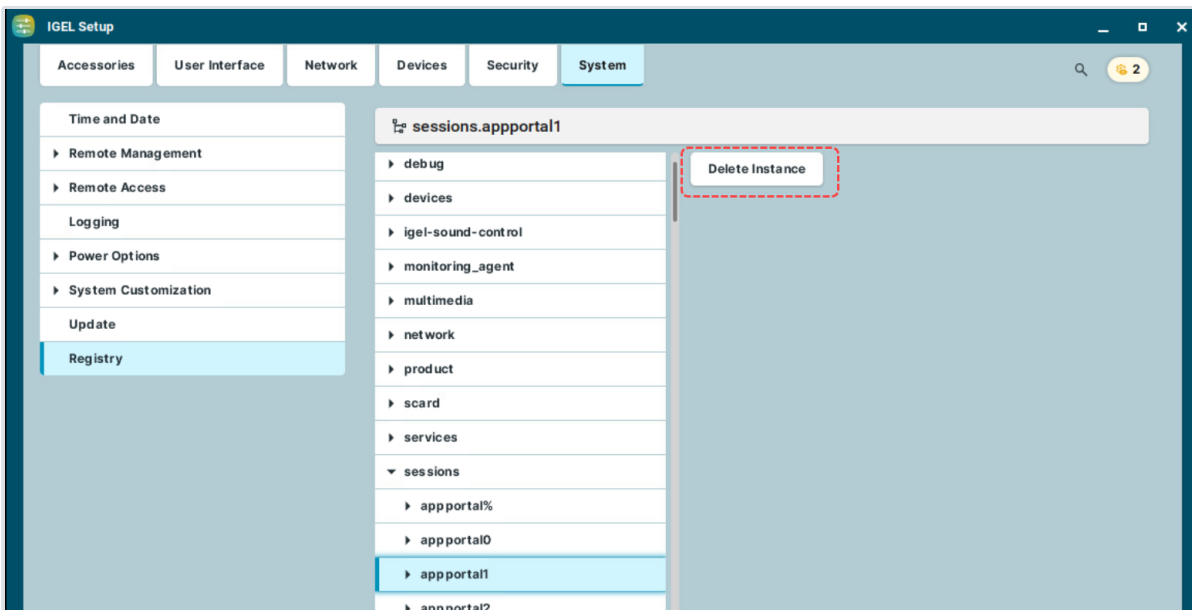 IGEL Setup
Accessories
User Interface
Network
Devices
Security
System
2
Time and Date
Remote Management
Remote Access
Logging
Power Options
System Customization
Update
Registry
sessions.appportal1
debug
devices
igel-sound-control
monitoring_agent
multimedia
network
product
scard
services
sessions
appportal%
appportal0
appportal1
appportal2
Delete Instance